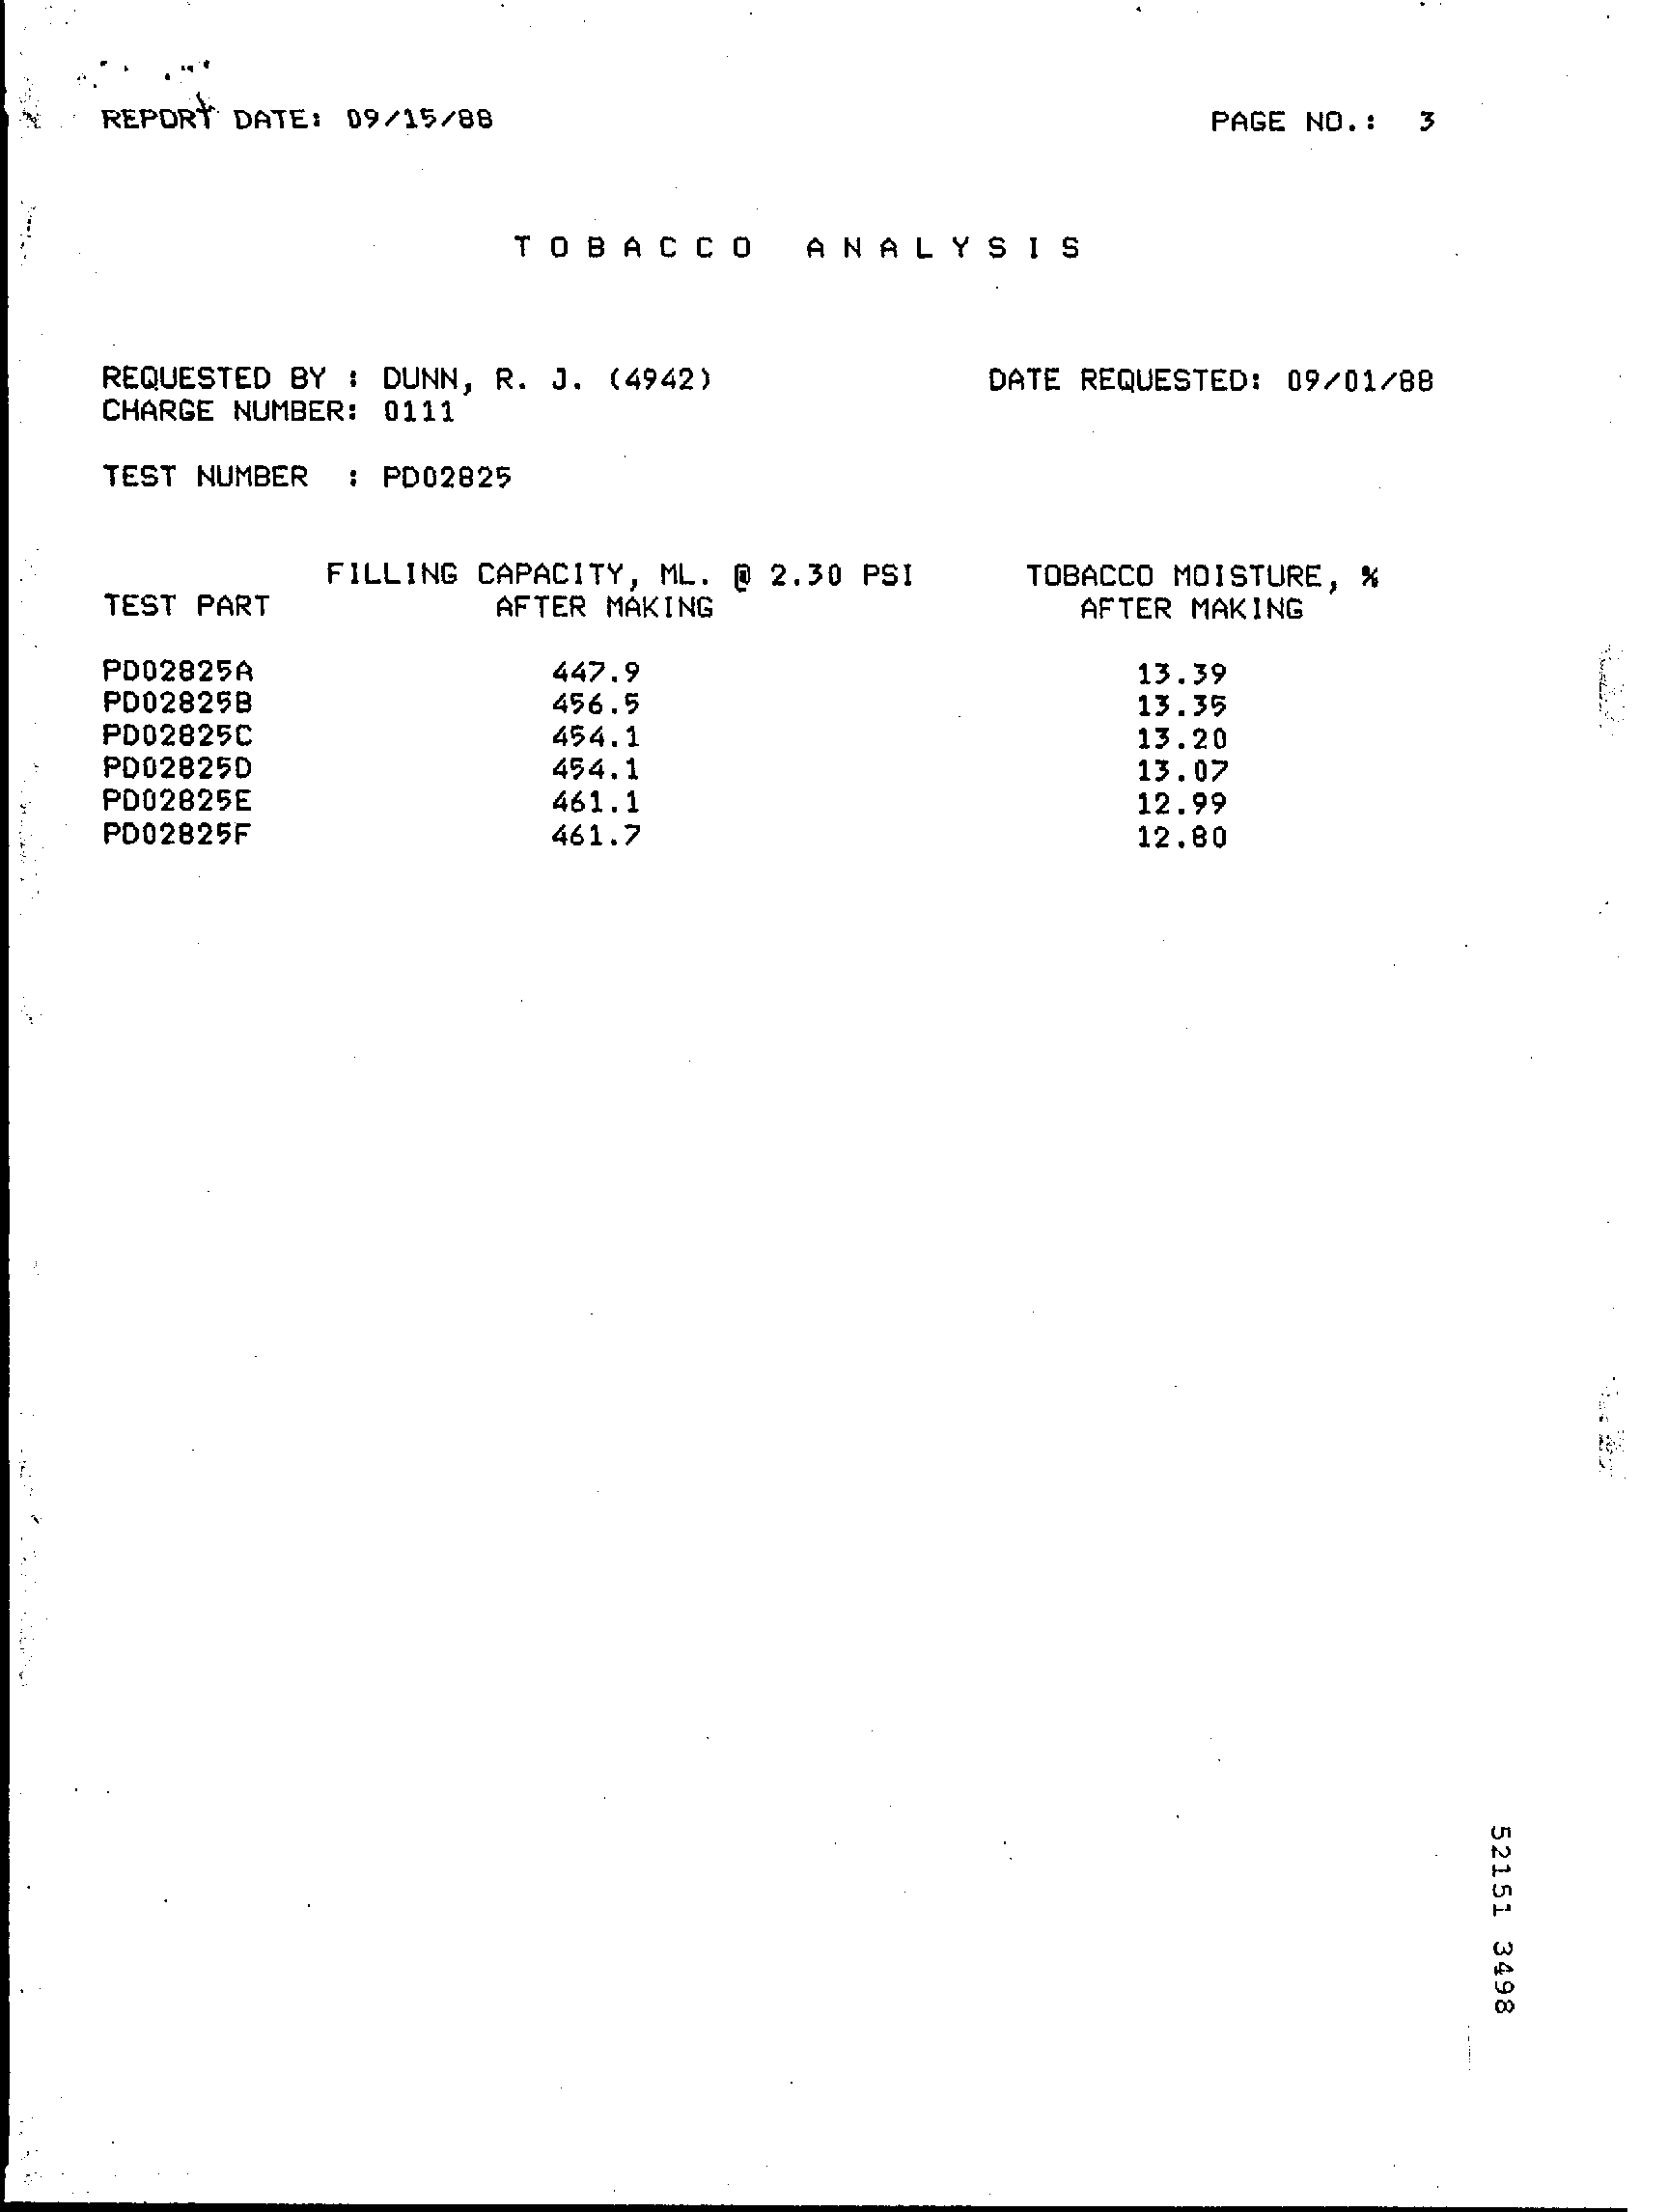 REPORT DATE: 09/15/88 PAGE NO.: 3
TOBACCO ANALYSIS
REQUESTED BY : DUNN, R. J. (4942) DATE REQUESTED: 09/01/88
CHARGE NUMBER: 0111
TEST NUMBER : PD02825
FILLING CAPACITY, ML. @ 2.30 PSI TOBACCO MOISTURE, %
TEST PART AFTER MAKING AFTER MAKING
PD02825A 447.9 13.39
PD02825B 456.5 13.35
PD02825C 454.1 13.20
PD02825D 454.1 13.07
PD02825E 461.1 12.99
PD02825F 461.7 12.80
52151 3498